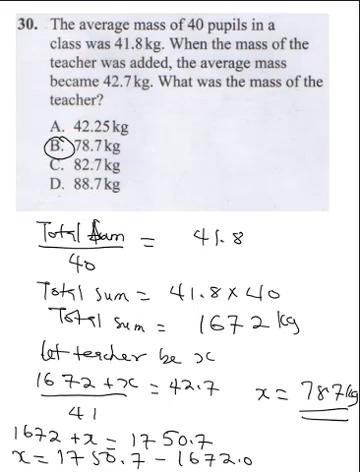 30. The average mass of 40 pupils in a
class was 41.8 kg. When the mass of the
teacher was added, the average mass
became 42.7 kg. What was the mass of the
teacher?
A. 42.25 kg
B. 78.7 kg
C. 82.7 kg
D. 88.7 kg
Total Sum = 41.8
40
Total sum = 41.8 x 40
Total sum = 1672 kg
let teacher be x
1672 + x = 42.7
41
x = 78.7 kg
1672 + x = 1750.7
x = 1750.7 - 1672.0